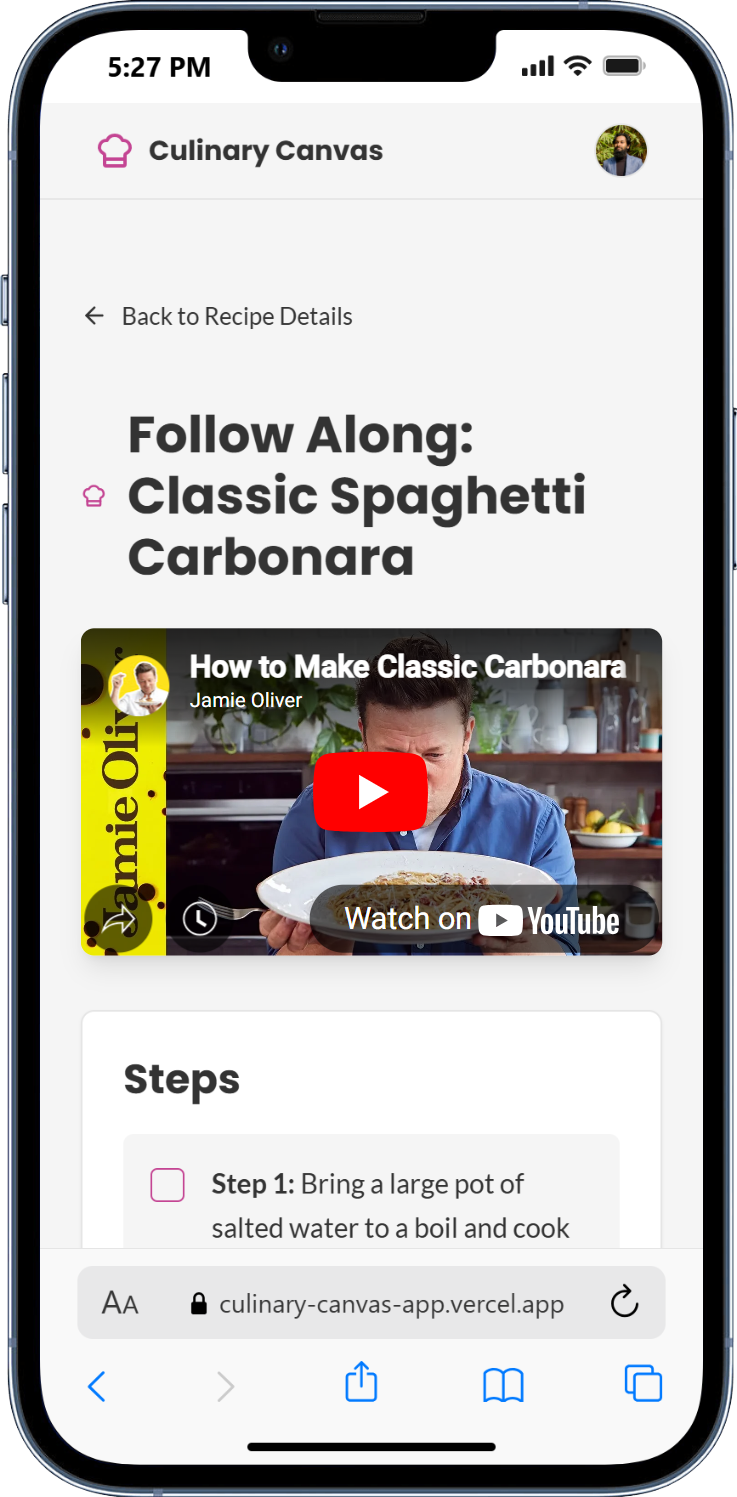 5:27 PM
Culinary Canvas
Back to Recipe Details
Follow Along:
Classic Spaghetti
Carbonara
How to Make Classic Carbonara
Jamie Oliver
Jamie Oliv
Watch on YouTube
Steps
Step 1: Bring a large pot of
salted water to a boil and cook
AA
culinary-canvas-app.vercel.app